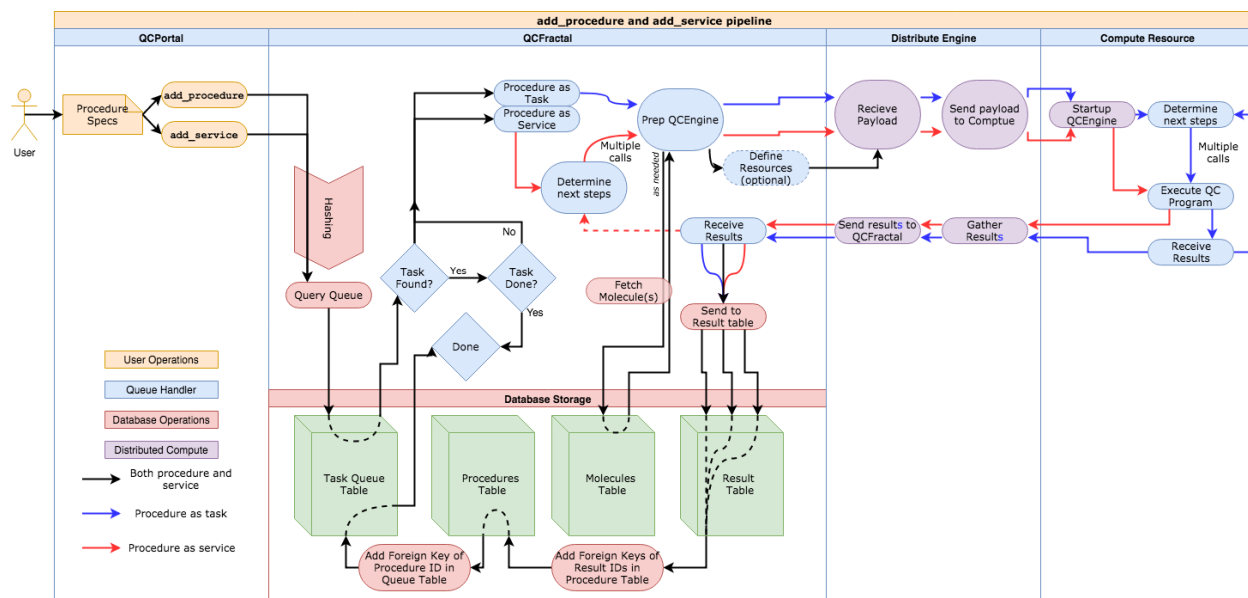 add_procedure and add_service pipeline
QCPortal
QCFractal
Distribute Engine
Compute Resource
User
Procedure
Specs
add_procedure
add_service
Hashing
Query Queue
Procedure as
Task
Procedure as
Service
Multiple
calls
Determine
next steps
Prep QCEngine
as needed
Define
Resources
(optional)
Recieve
Payload
Send payload
to Comptue
Startup
QCEngine
Determine
next steps
Multiple
calls
Execute QC
Program
Receive
Results
Gather
Results
Send results to
QCFractal
Receive
Results
No
Task
Found?
Yes
Task
Done?
Yes
Done
Fetch
Molecule(s)
Send to
Result table
User Operations
Queue Handler
Database Operations
Distributed Compute
Both procedure and
service
Procedure as task
Procedure as service
Database Storage
Task Queue
Table
Procedures
Table
Molecules
Table
Result
Table
Add Foreign Key of
Procedure ID in
Queue Table
Add Foreign Keys of
Result IDs in
Procedure Table